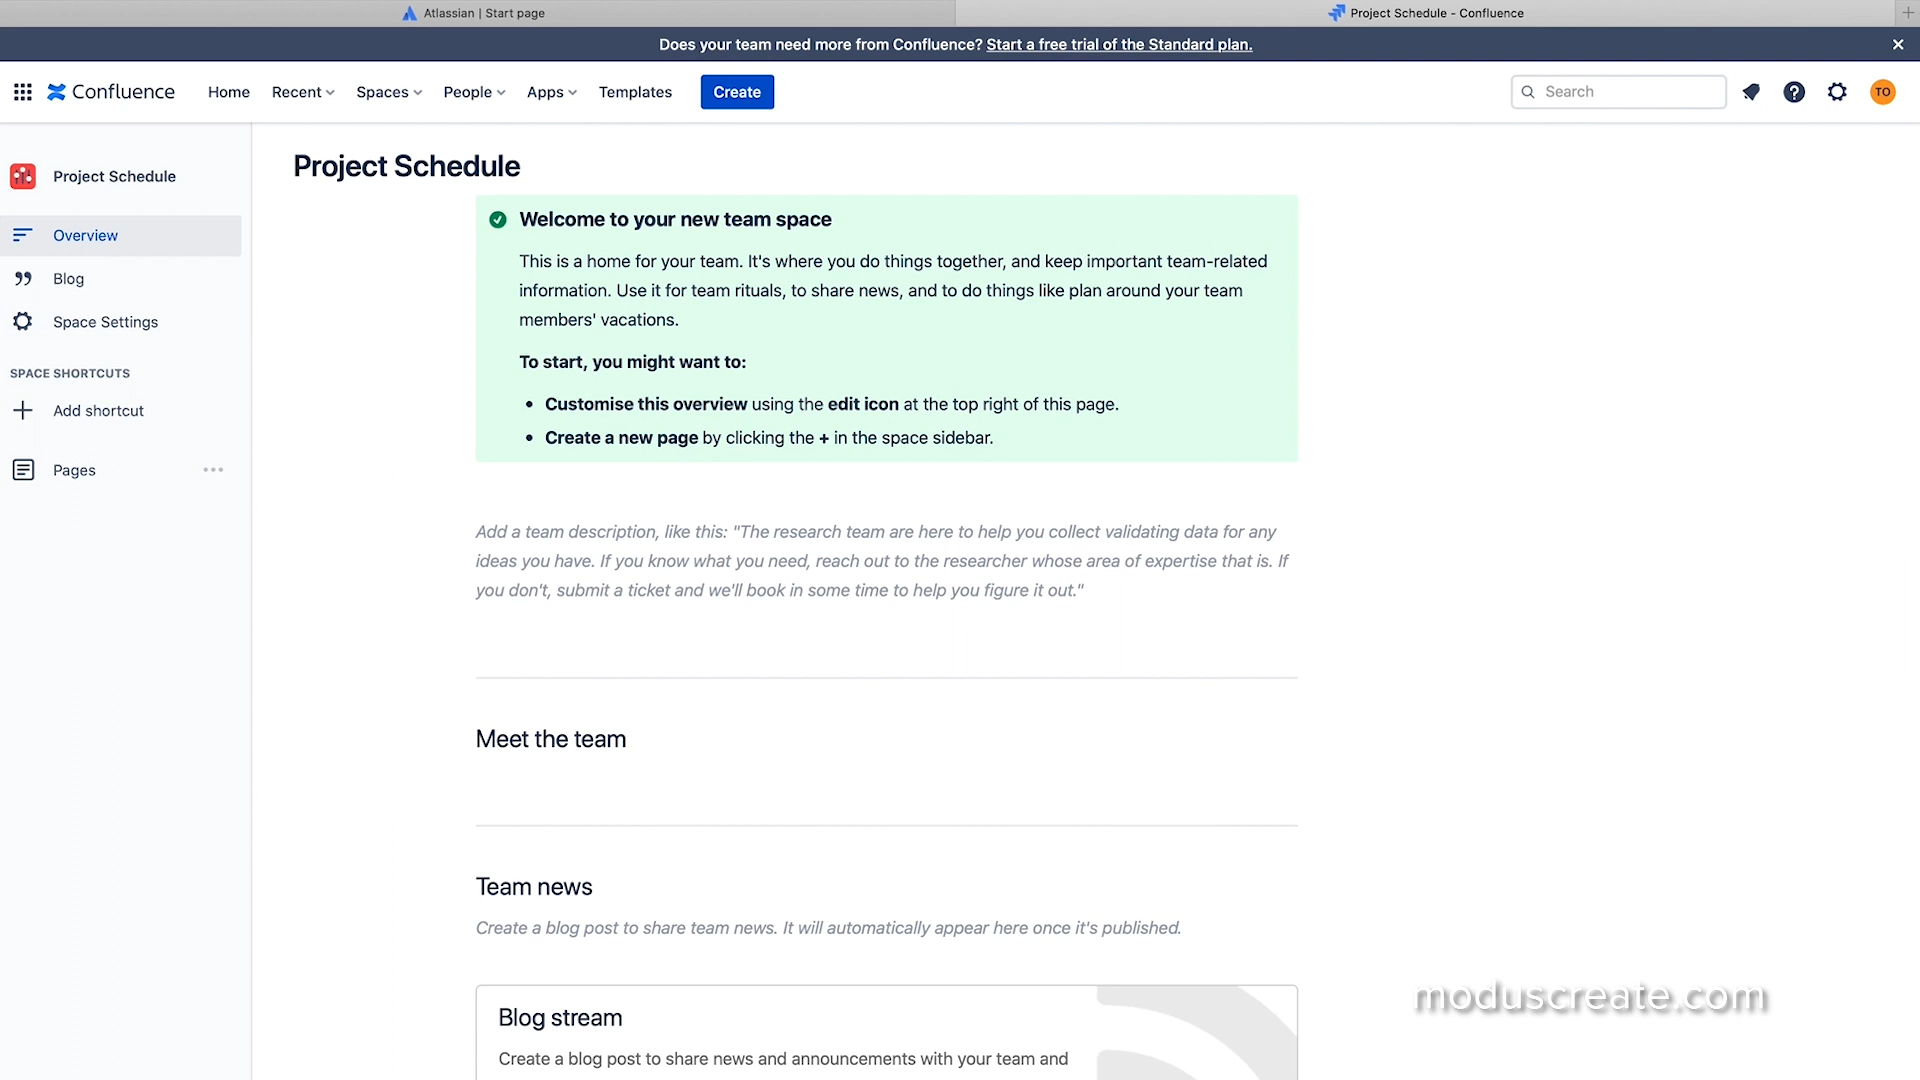 Atlassian | Start page
Project Schedule - Confluence
Does your team need more from Confluence? Start a free trial of the Standard plan.
Confluence
Home
Recent
Spaces
People
Apps
Templates
Create
Search
TO
Project Schedule
Overview
Blog
Space Settings
SPACE SHORTCUTS
Add shortcut
Pages
Project Schedule
Welcome to your new team space
This is a home for your team. It's where you do things together, and keep important team-related
information. Use it for team rituals, to share news, and to do things like plan around your team
members' vacations.
To start, you might want to:
• Customise this overview using the edit icon at the top right of this page.
• Create a new page by clicking the + in the space sidebar.
Add a team description, like this: "The research team are here to help you collect validating data for any
ideas you have. If you know what you need, reach out to the researcher whose area of expertise that is. If
you don't, submit a ticket and we'll book in some time to help you figure it out."
Meet the team
Team news
Create a blog post to share team news. It will automatically appear here once it's published.
Blog stream
Create a blog post to share news and announcements with your team and
moduscreate.com